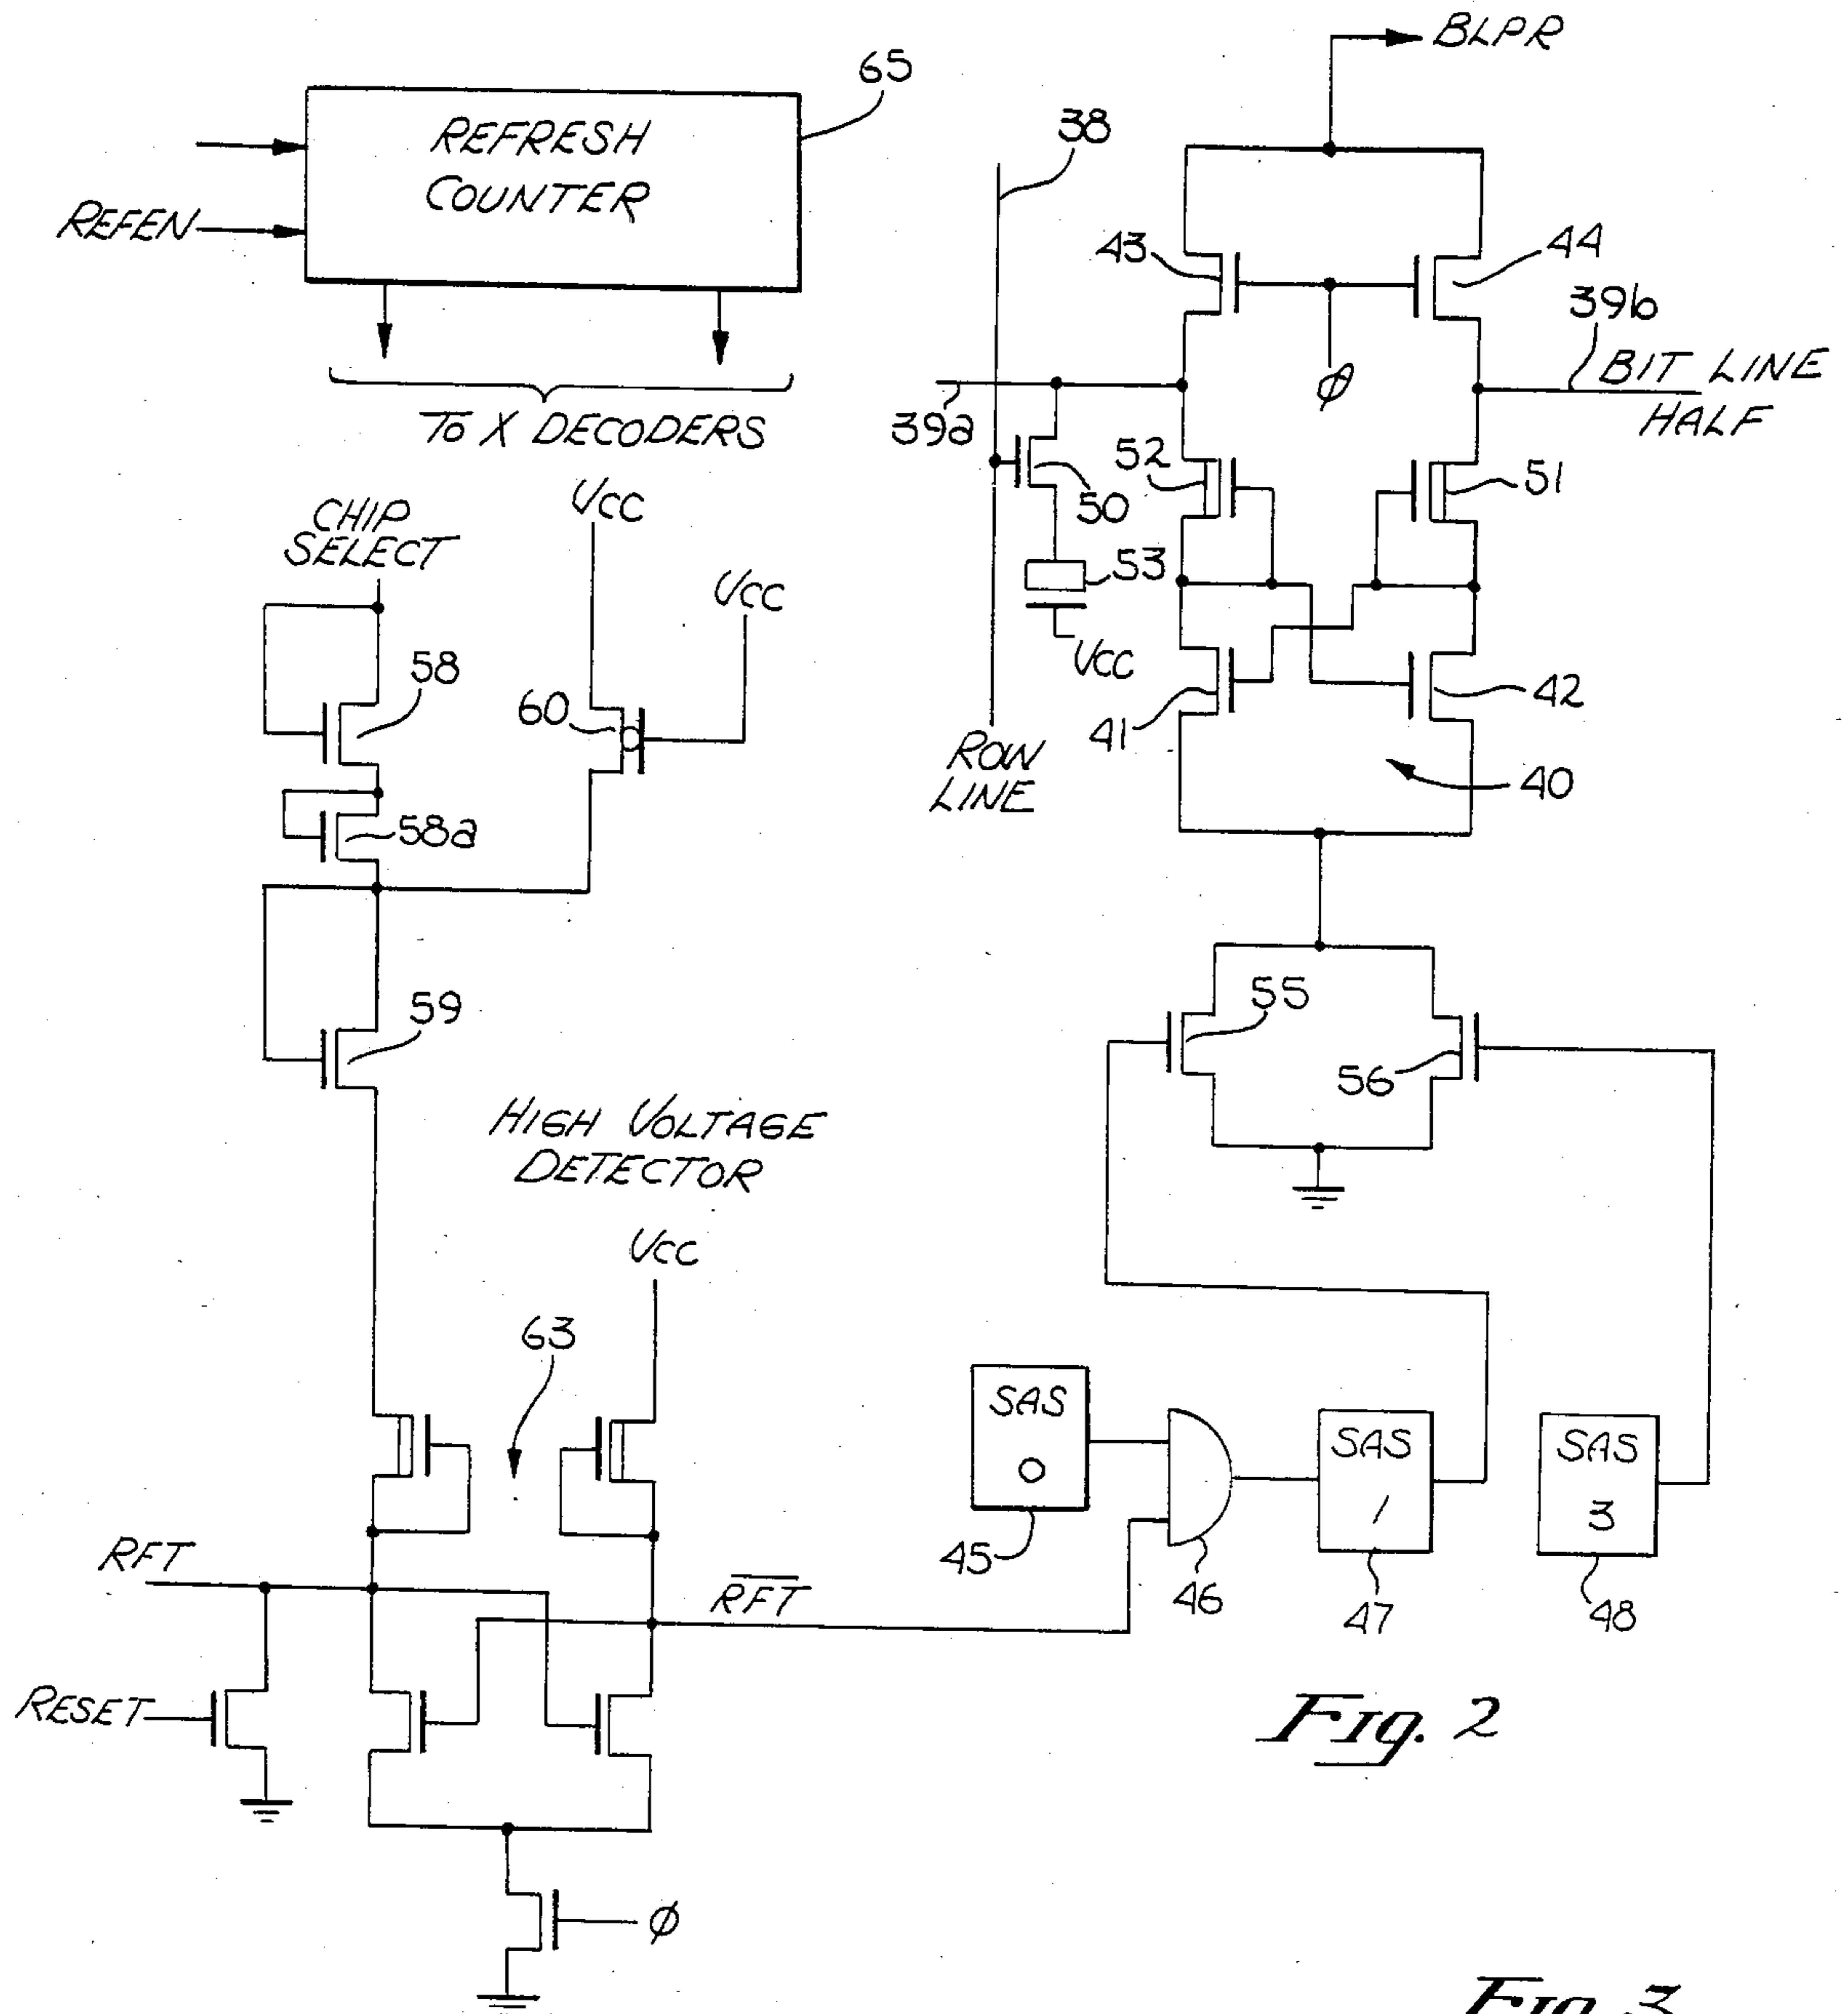 BLPR
65
REFRESH
COUNTER
38
REFEN
43
44
39b
BIT LINE
HALF
φ
39a
TO X DECODERS
52
51
50
CHIP
SELECT
VCC
53
VCC
VCC
58
60
41
42
ROW
LINE
40
58a
59
55
56
HIGH VOLTAGE
DETECTOR
VCC
63
SAS
0
SAS
1
SAS
3
45
46
47
48
RFT
R̅F̅T̅
RESET
Fig. 2
φ
Fig. 3